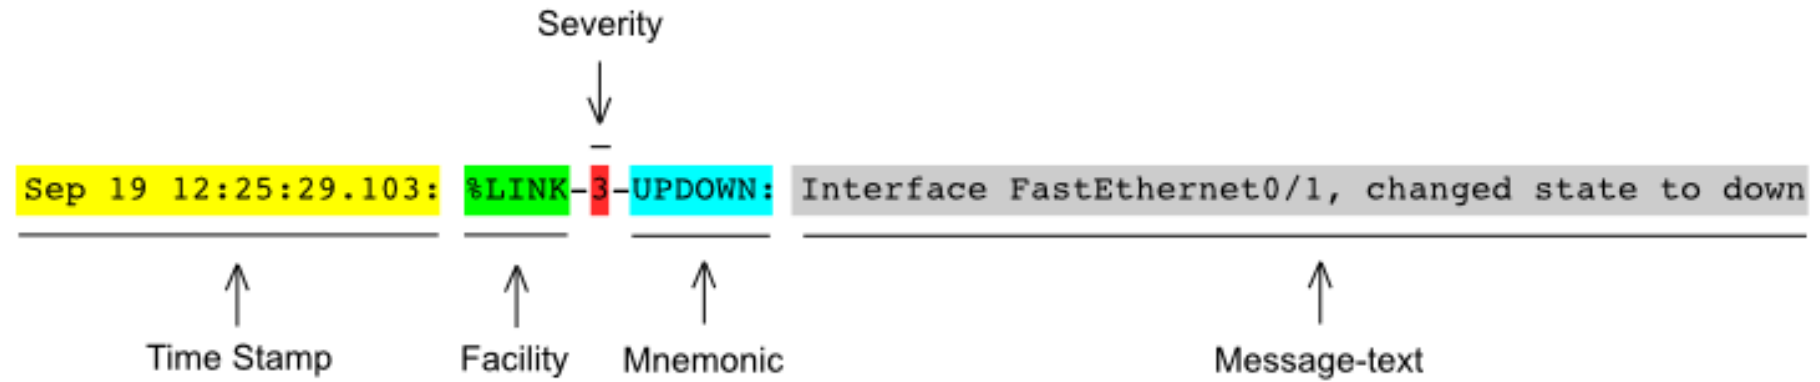 Severity
Sep 19 12:25:29.103: %LINK-3-UPDOWN: Interface FastEthernet0/1, changed state to down
Time Stamp Facility Mnemonic Message-text